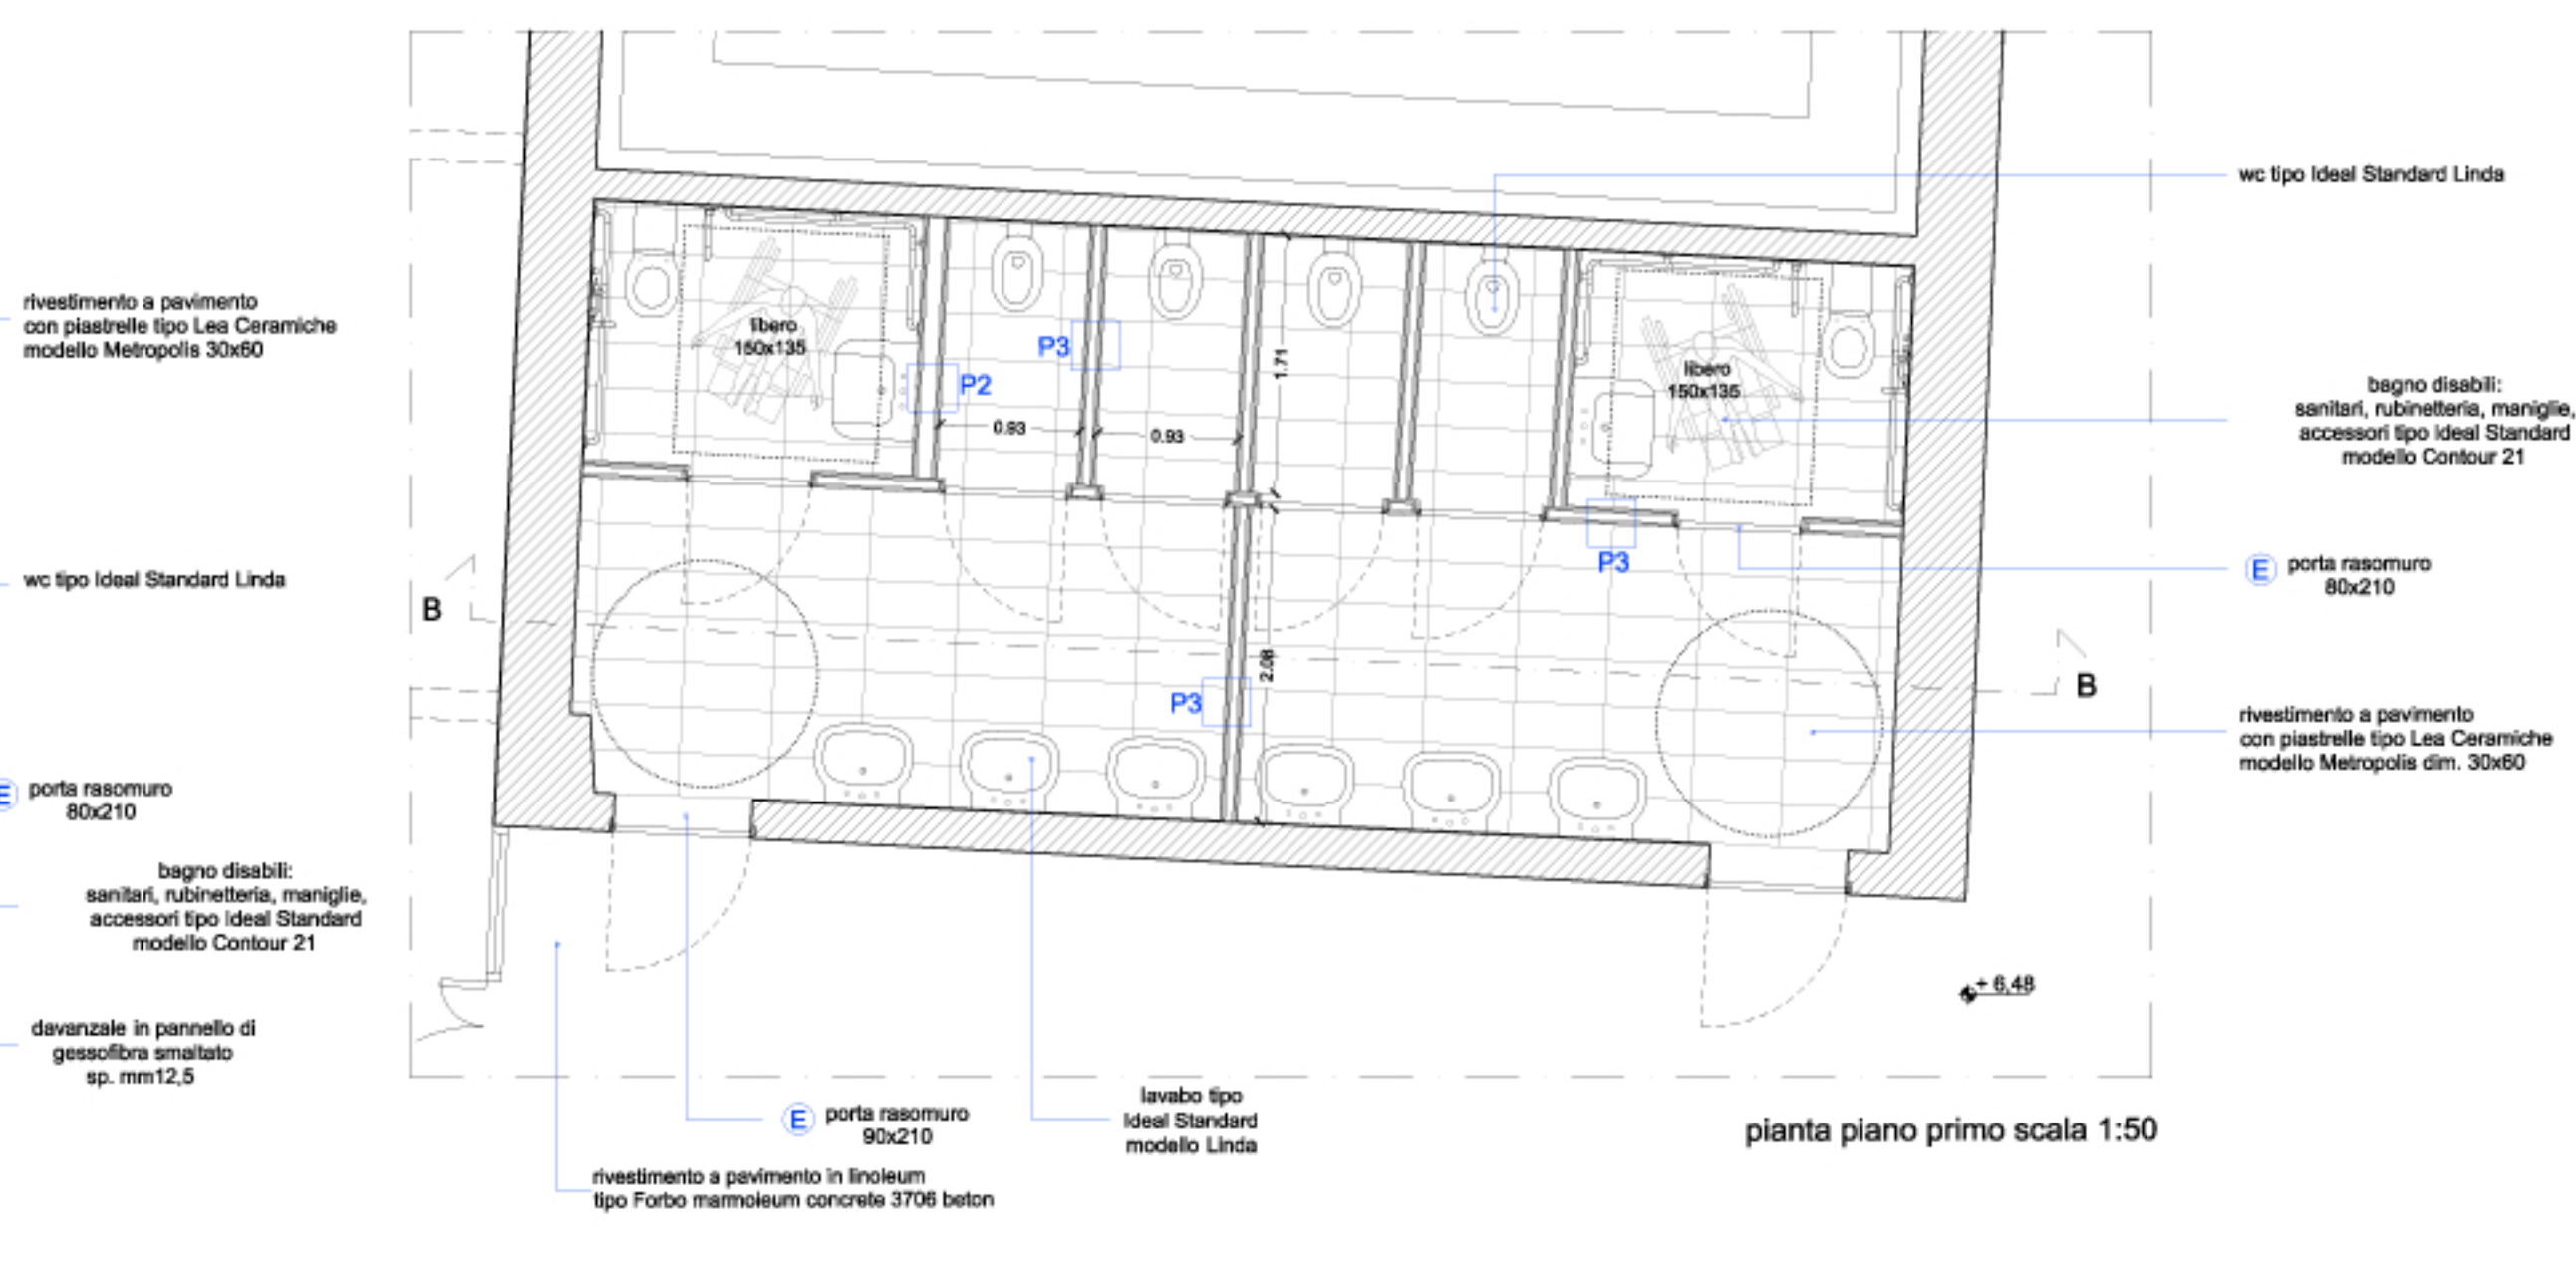 wc tipo Ideal Standard Linda
rivestimento a pavimento
con piastrelle tipo Lea Ceramiche
modello Metropolis 30x60
libero
150x135
P3
P2
0.93
0.93
1.71
libero
150x135
bagno disabili:
sanitari, rubinetteria, maniglie,
accessori tipo Ideal Standard
modello Contour 21
P3
E porta rasomuro
80x210
wc tipo Ideal Standard Linda
B
2.08
P3
B
rivestimento a pavimento
con piastrelle tipo Lea Ceramiche
modello Metropolis dim. 30x60
E porta rasomuro
80x210
bagno disabili:
sanitari, rubinetteria, maniglie,
accessori tipo Ideal Standard
modello Contour 21
+ 6,48
davanzale in pannello di
gessofibra smaltato
sp. mm12,5
E porta rasomuro
90x210
lavabo tipo
Ideal Standard
modello Linda
pianta piano primo scala 1:50
rivestimento a pavimento in linoleum
tipo Forbo marmoleum concrete 3706 beton